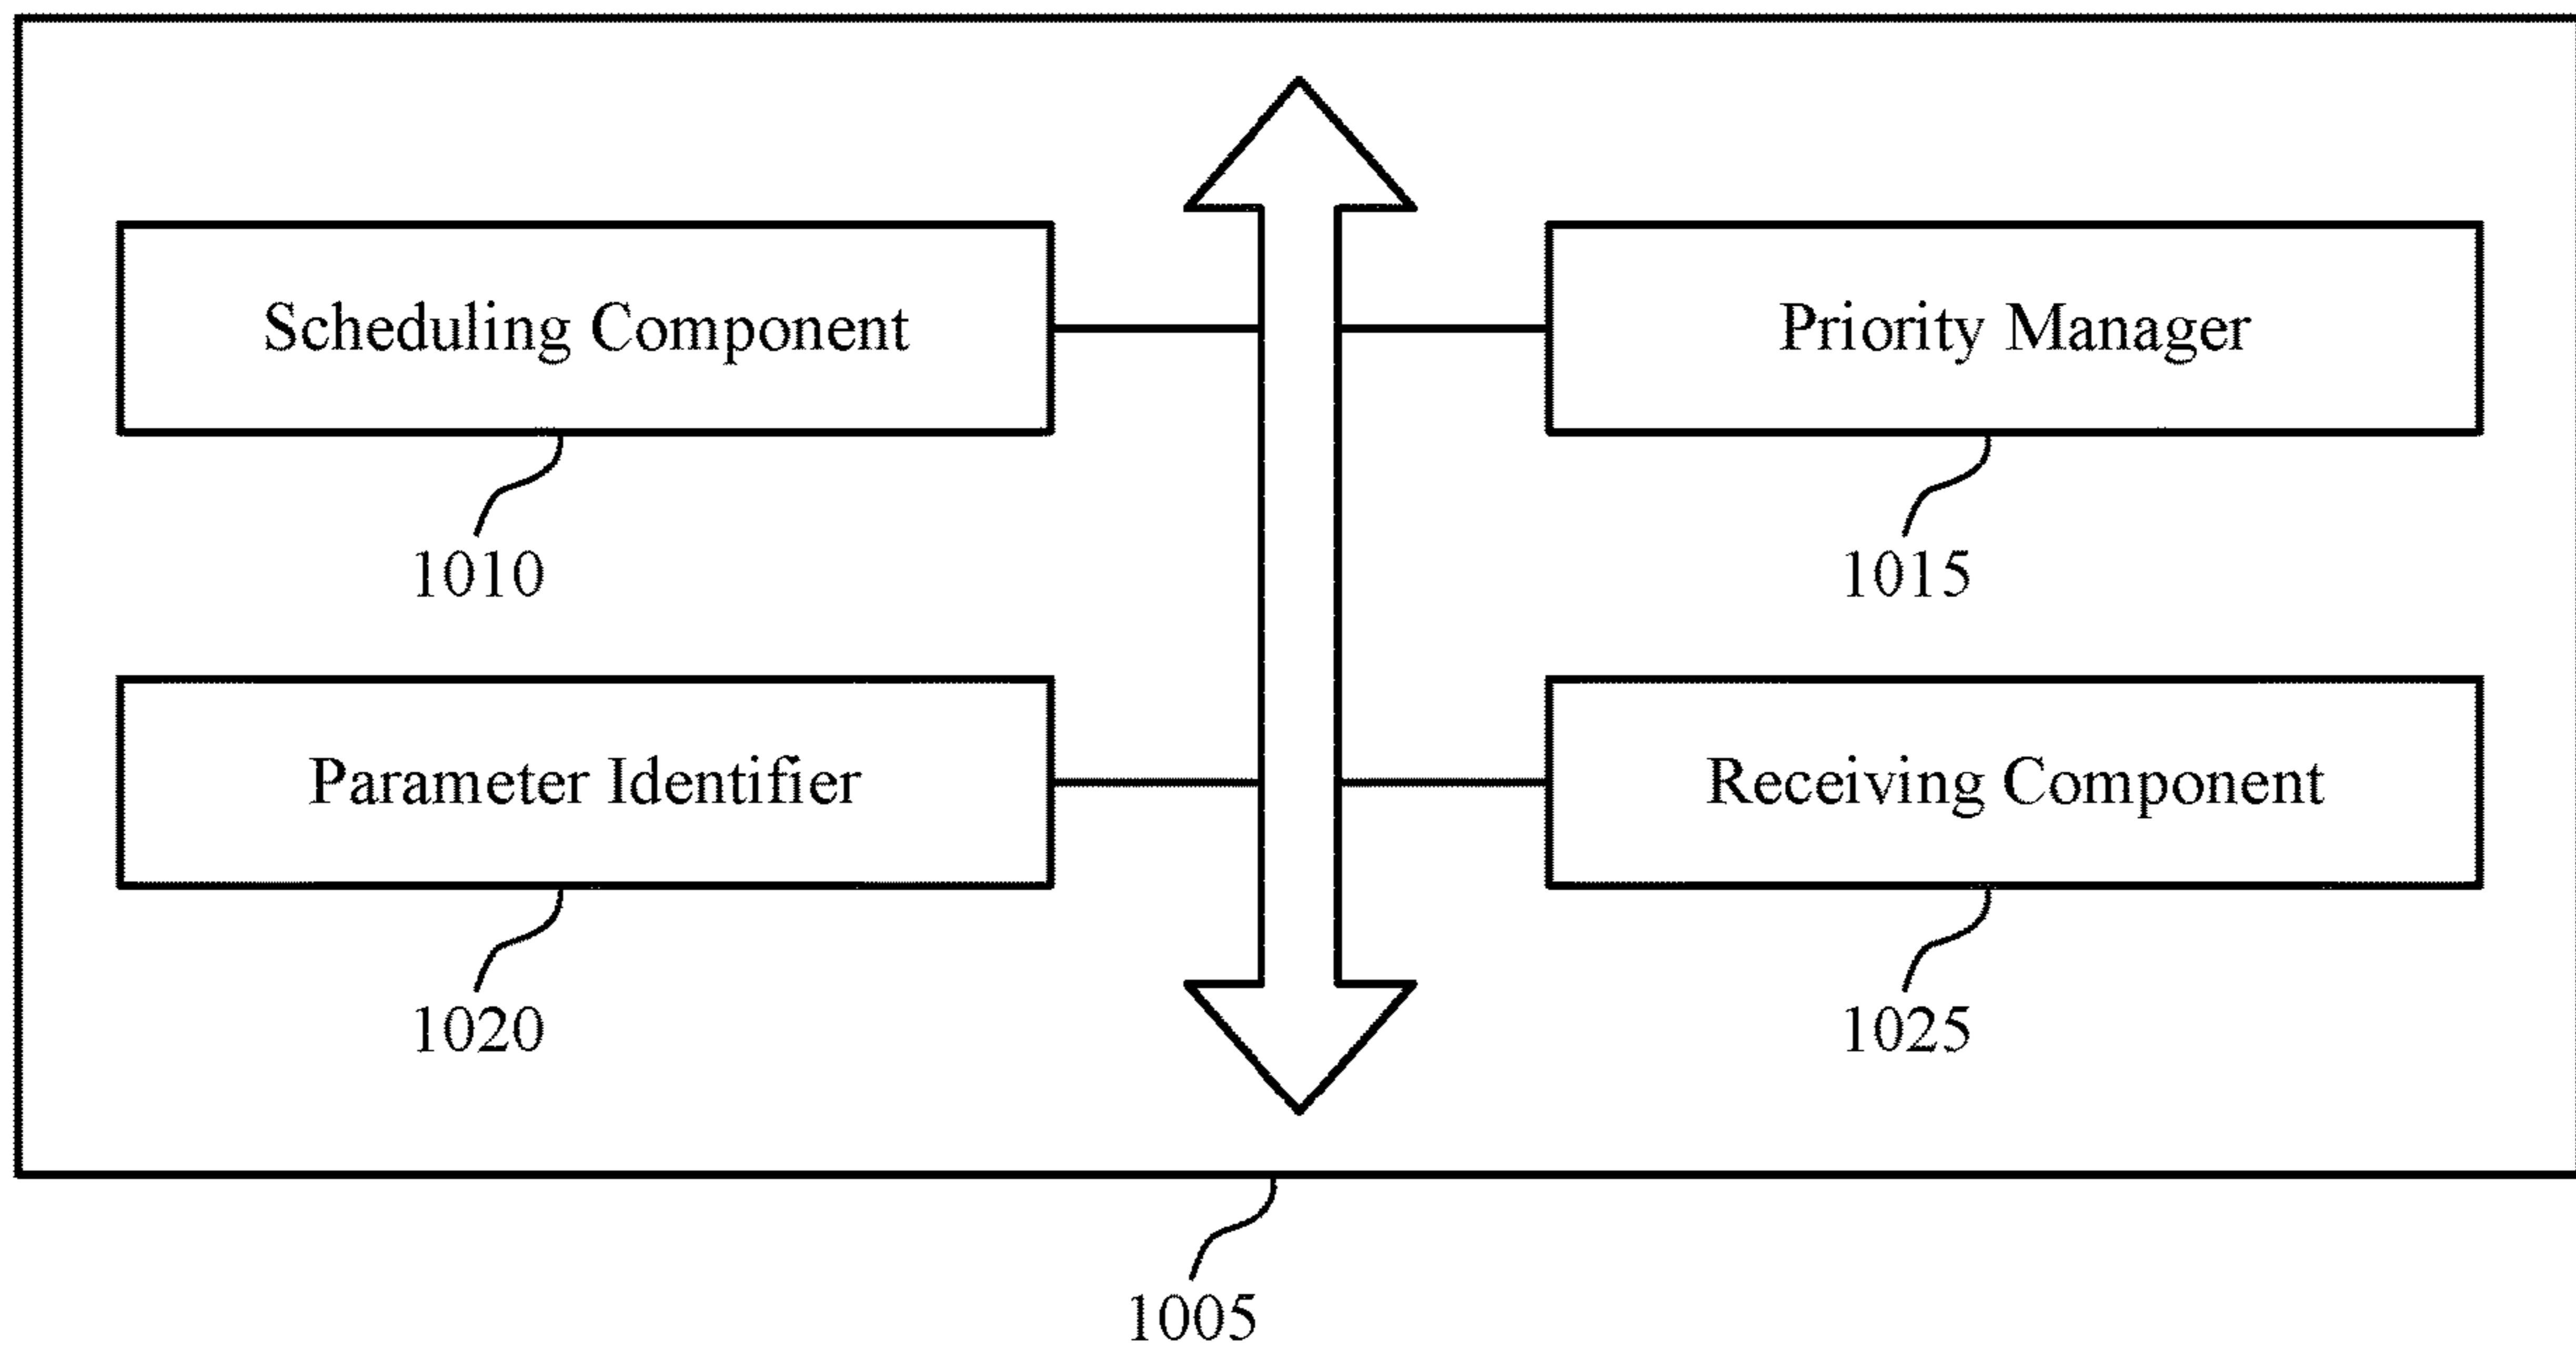 Scheduling Component
Priority Manager
1010
1015
Parameter Identifier
Receiving Component
1020
1025
1005